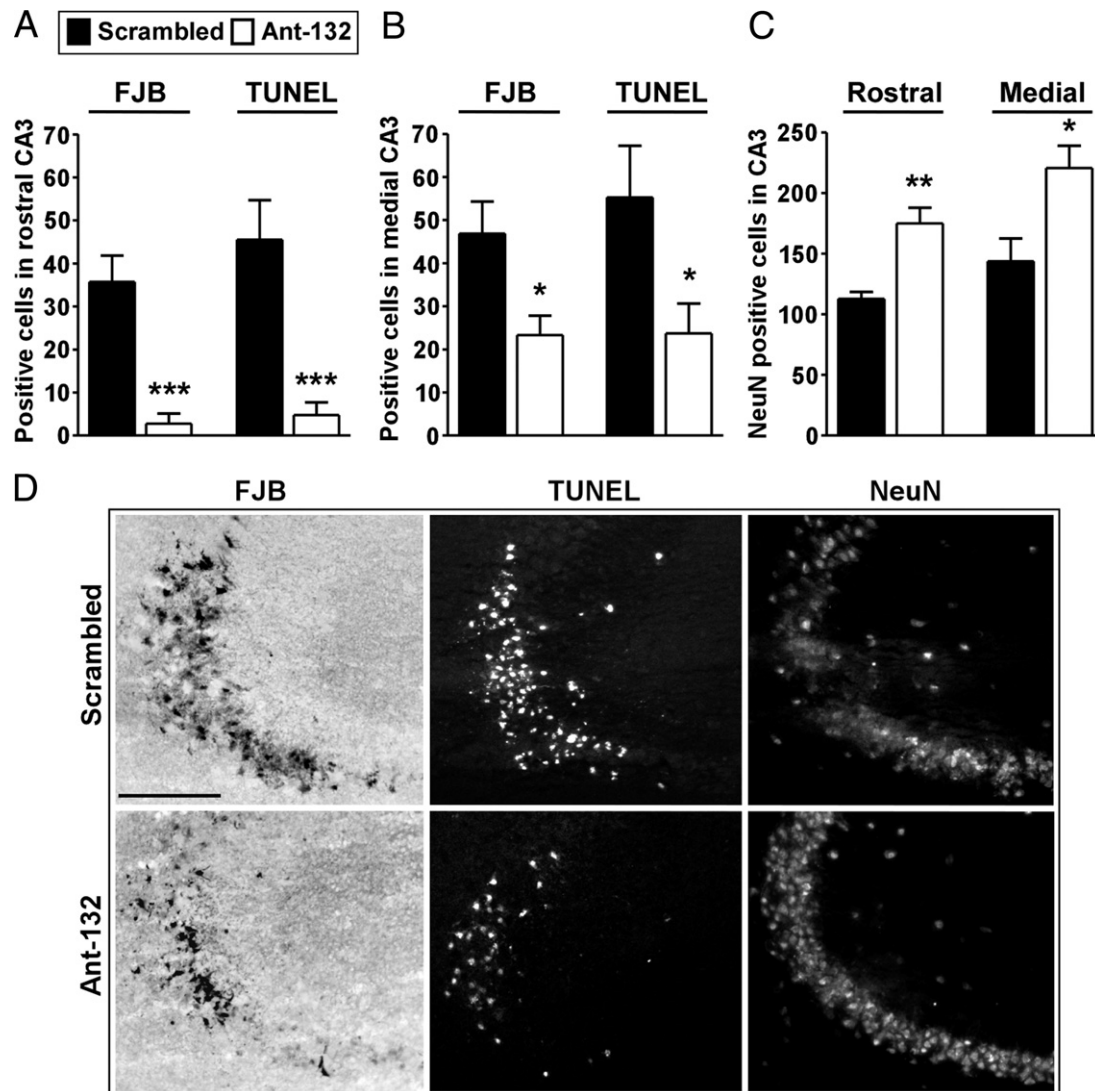 A
Scrambled Ant-132
FJB TUNEL
Positive cells in rostral CA3
70
60
50
40
30
20
10
0
***
***
B
FJB TUNEL
Positive cells in medial CA3
70
60
50
40
30
20
10
0
*
*
C
Rostral Medial
NeuN positive cells in CA3
250
200
150
100
50
0
**
*
D
FJB TUNEL NeuN
Scrambled
Ant-132